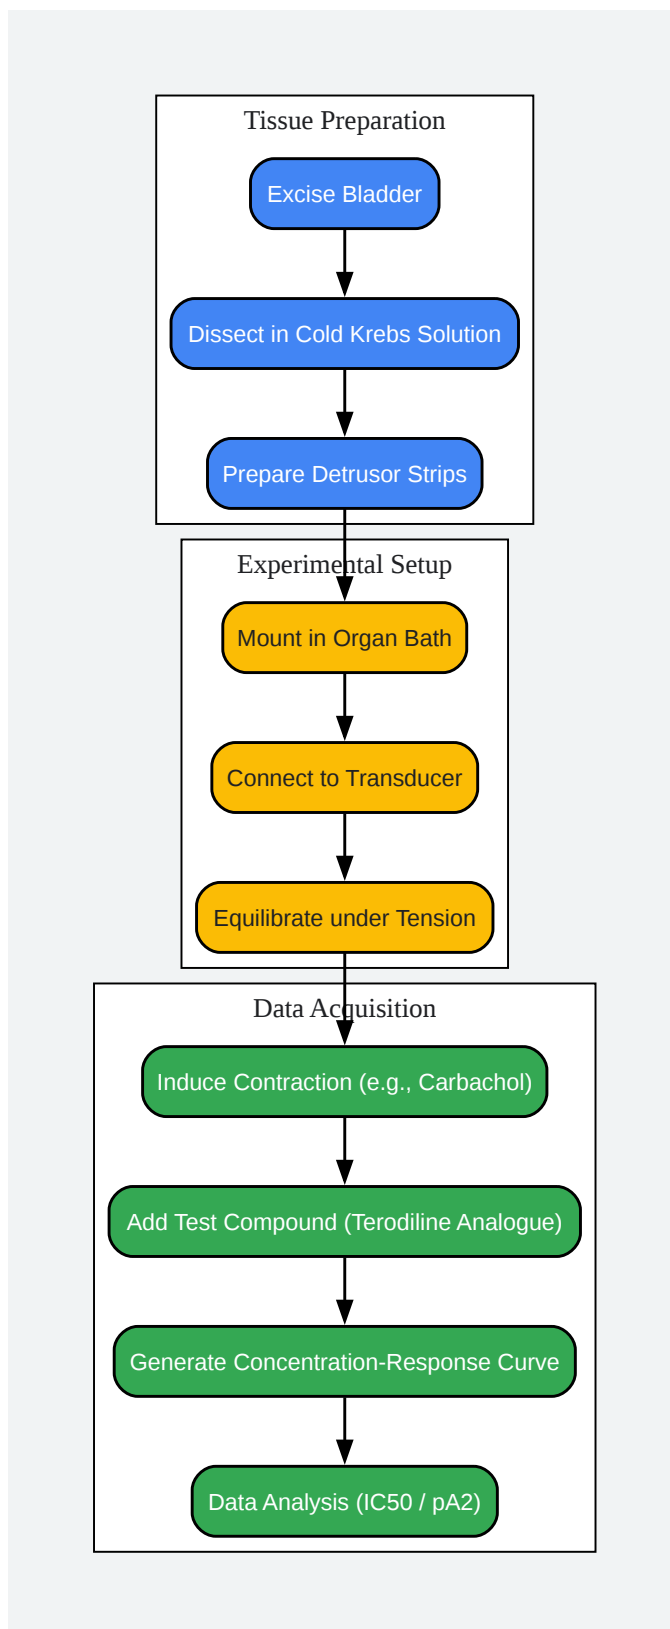 Tissue Preparation
Excise Bladder
Dissect in Cold Krebs Solution
Prepare Detrusor Strips
Experimental Setup
Mount in Organ Bath
Connect to Transducer
Equilibrate under Tension
Data Acquisition
Induce Contraction (e.g., Carbachol)
Add Test Compound (Terodiline Analogue)
Generate Concentration-Response Curve
Data Analysis (IC50 / pA2)